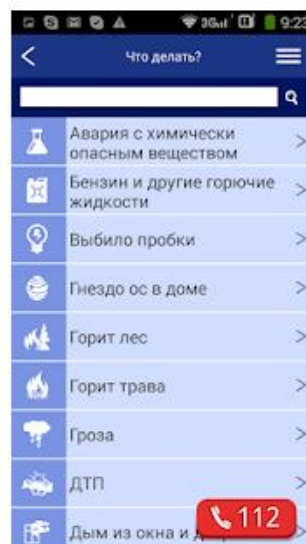 3G 9:23
Что делать?
Авария с химически
опасным веществом
Бензин и другие горючие
жидкости
Выбило пробки
Гнездо ос в доме
Горит лес
Горит трава
Гроза
ДТП
Дым из окна и
112